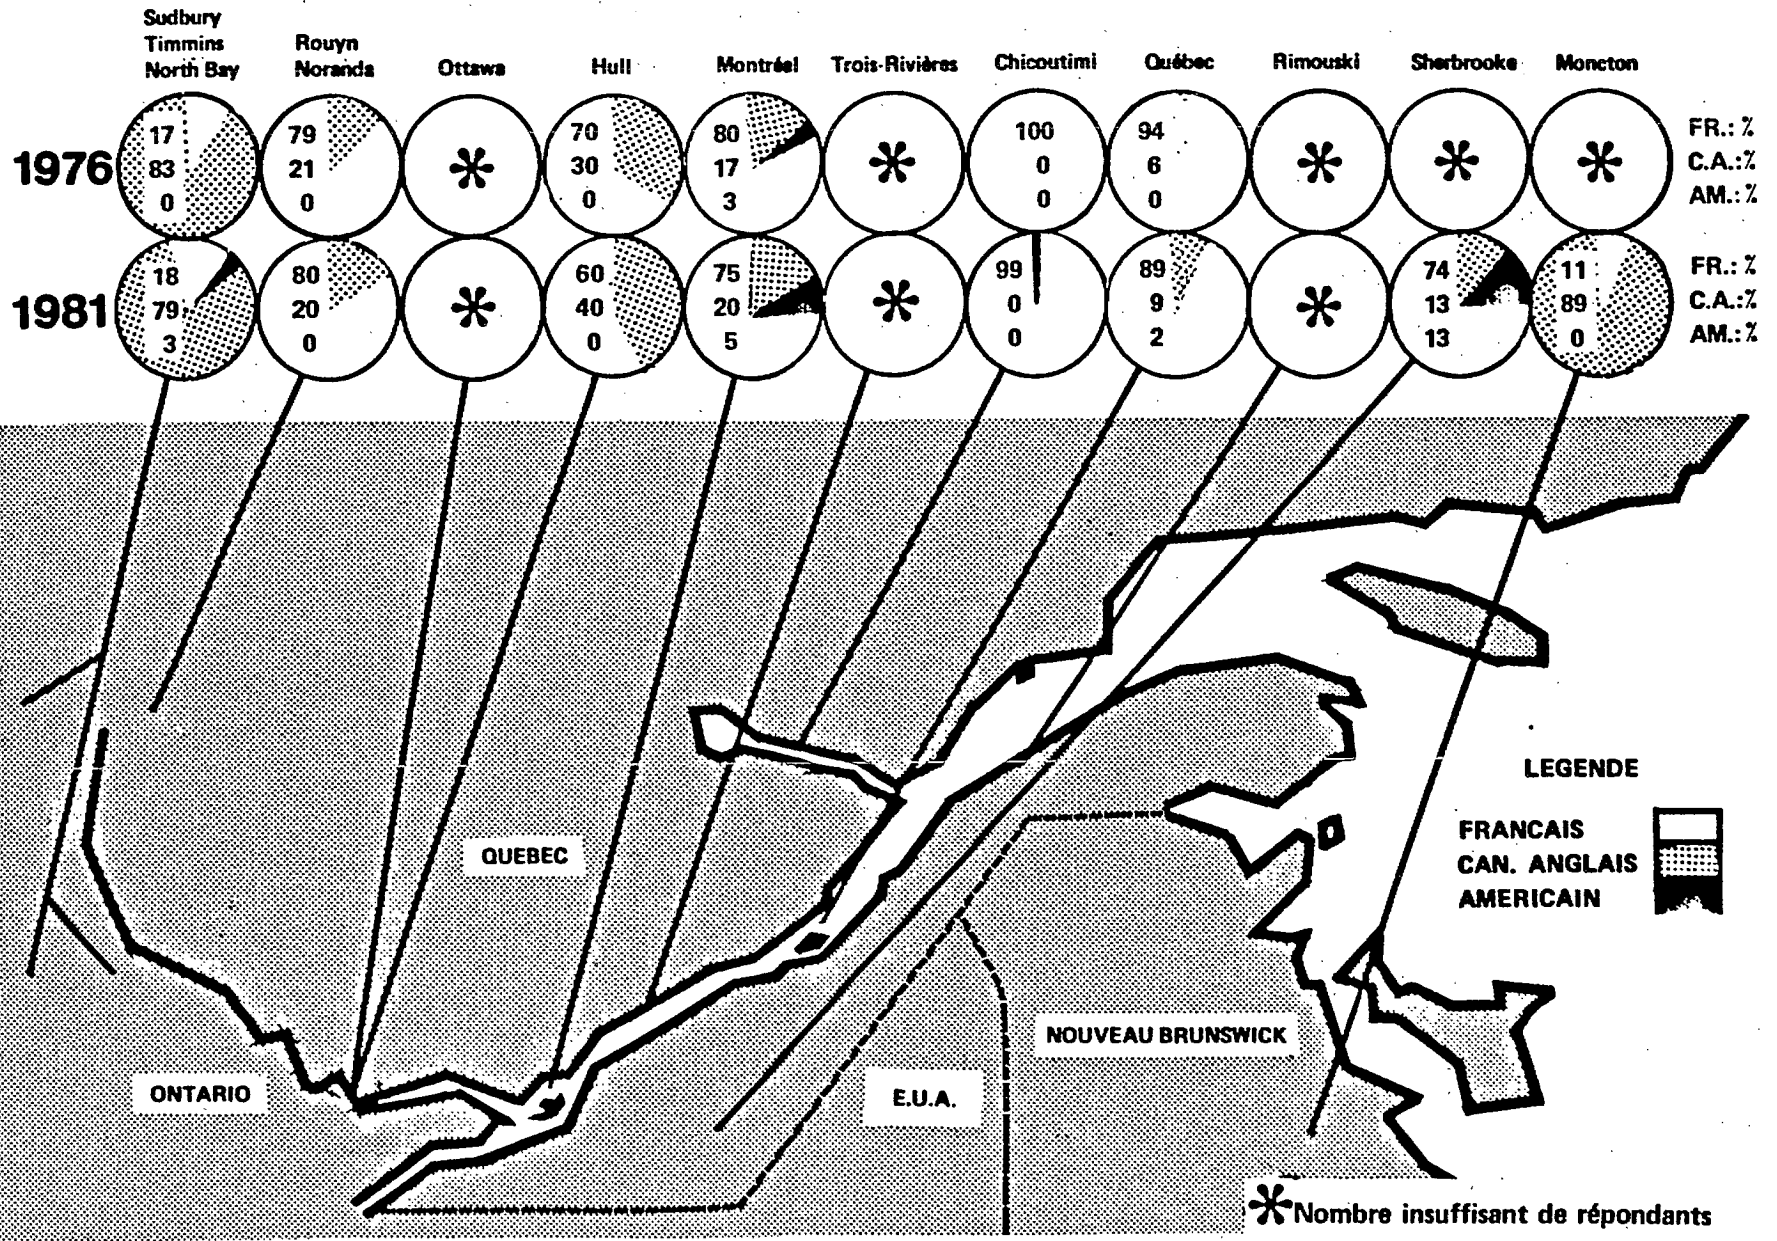 Sudbury
Timmins
North Bay
Rouyn
Noranda
Ottawa
Hull
Montréal
Trois-Rivières
Chicoutimi
Québec
Rimouski
Sherbrooke
Moncton
1976
17
83
0
79
21
0
*
70
30
0
80
17
3
*
100
0
0
94
6
0
*
*
*
FR.: %
C.A.: %
AM.: %
1981
18
79
3
80
20
0
*
60
40
0
75
20
5
*
99
0
0
89
9
2
*
74
13
13
11
89
0
FR.: %
C.A.: %
AM.: %
LEGENDE
FRANCAIS
CAN. ANGLAIS
AMERICAIN
QUEBEC
NOUVEAU BRUNSWICK
ONTARIO
E.U.A.
* Nombre insuffisant de répondants